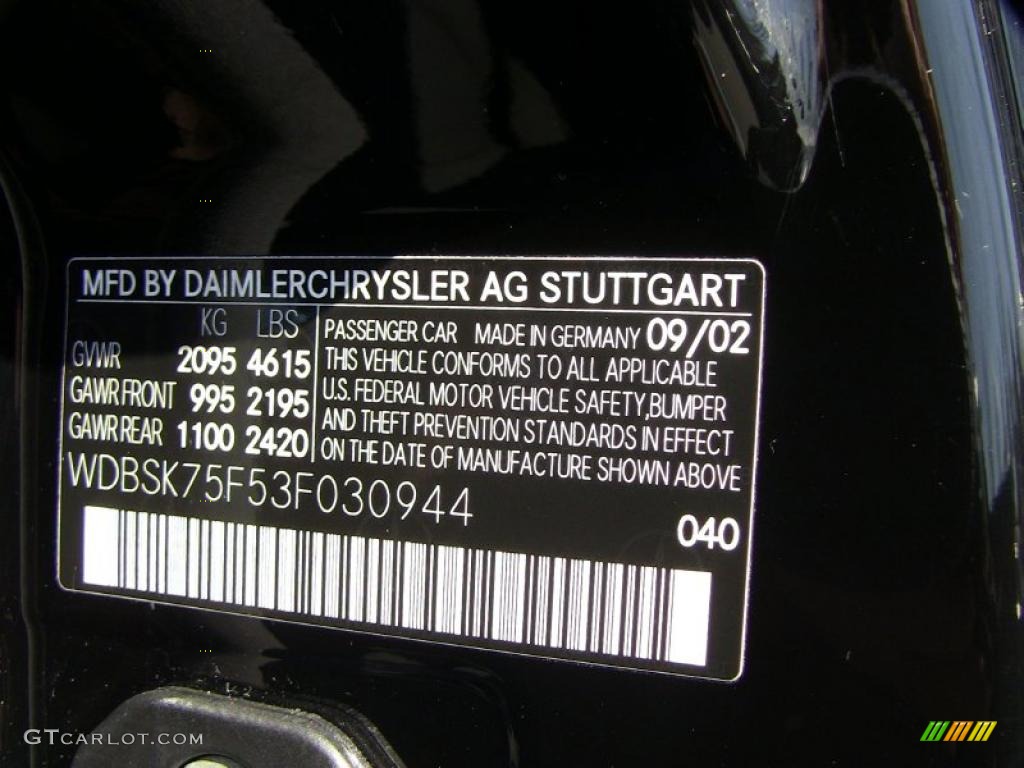 MFD BY DAIMLERCHRYSLER AG STUTTGART
KG LBS
GVWR 2095 4615
GAWR FRONT 995 2195
GAWR REAR 1100 2420
PASSENGER CAR MADE IN GERMANY 09/02
THIS VEHICLE CONFORMS TO ALL APPLICABLE
U.S. FEDERAL MOTOR VEHICLE SAFETY, BUMPER
AND THEFT PREVENTION STANDARDS IN EFFECT
ON THE DATE OF MANUFACTURE SHOWN ABOVE
WDBSK75F53F030944
040
GTCARLOT.COM